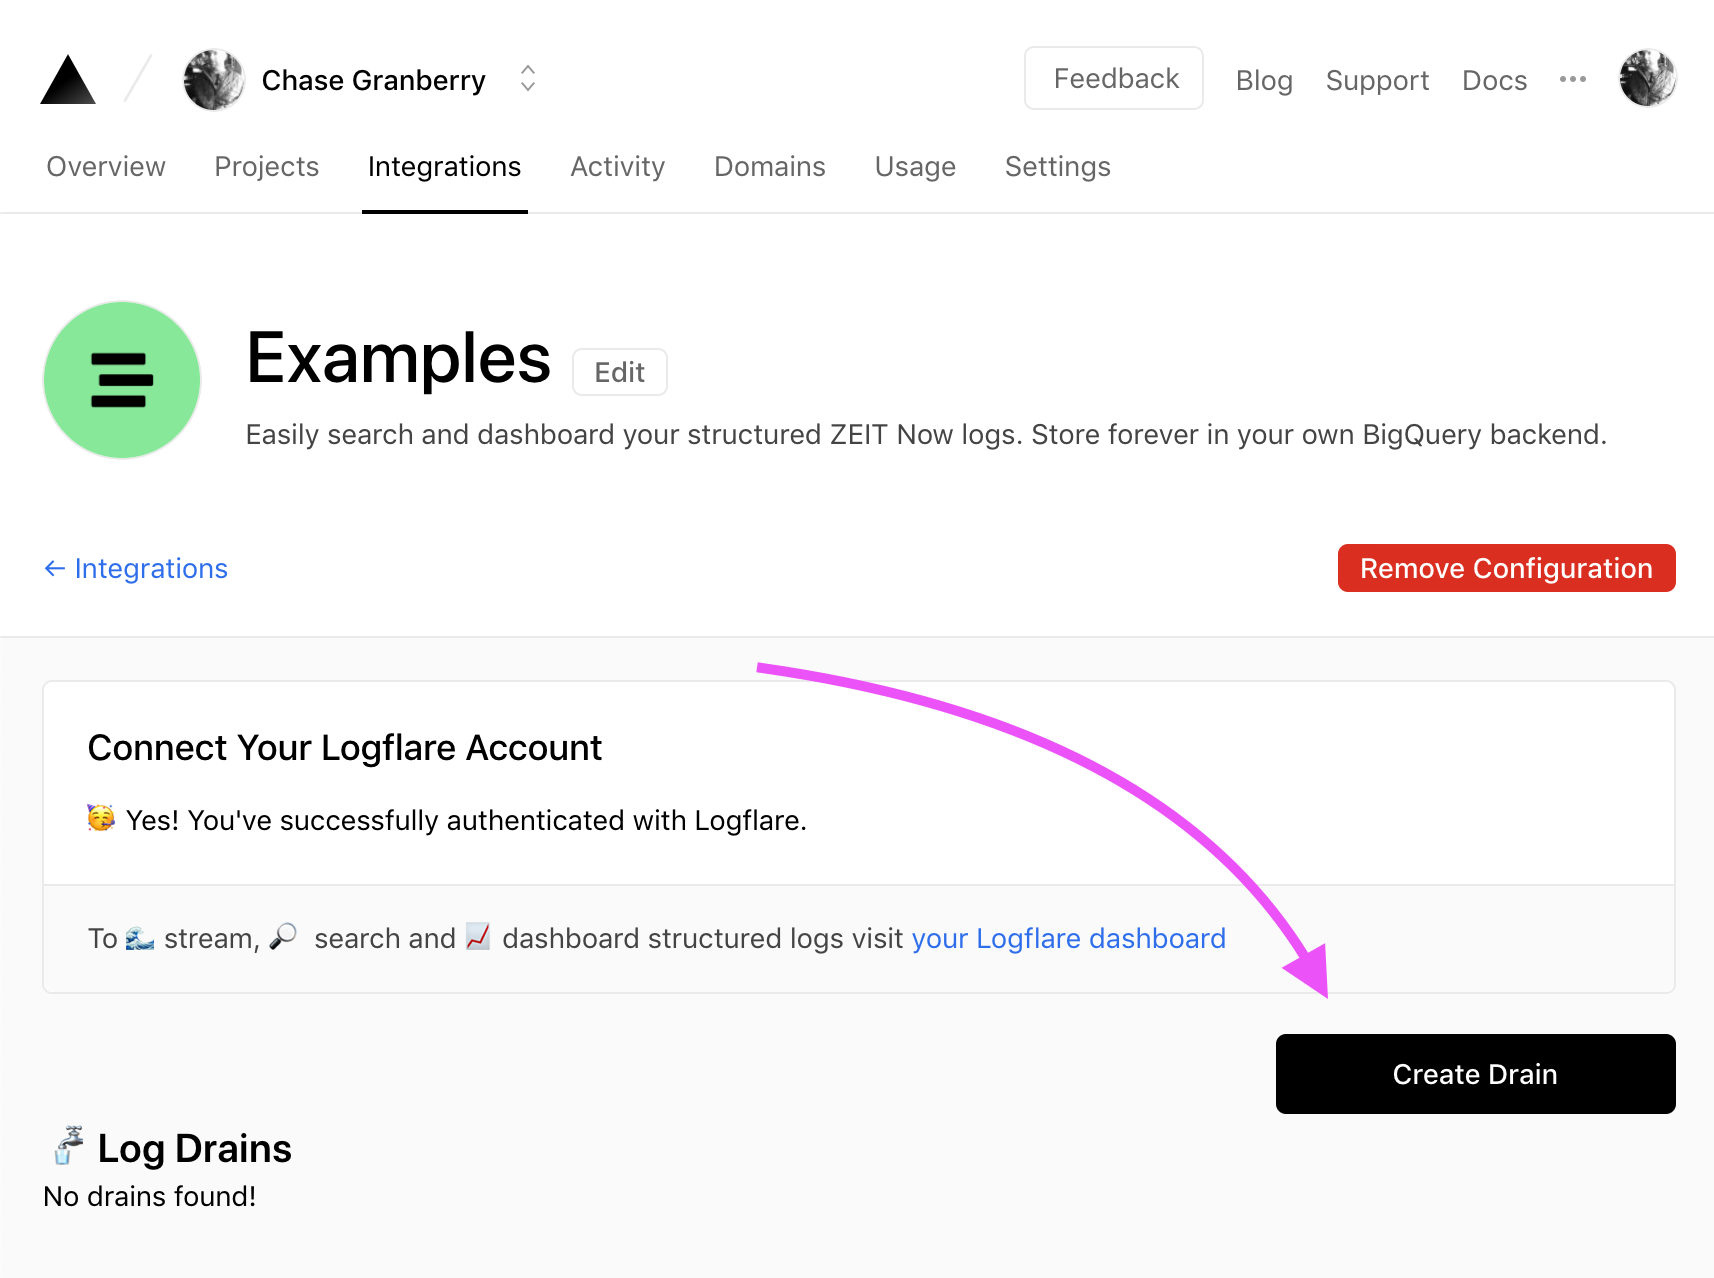 Chase Granberry
Feedback Blog Support Docs
Overview Projects Integrations Activity Domains Usage Settings
Examples Edit
Easily search and dashboard your structured ZEIT Now logs. Store forever in your own BigQuery backend.
← Integrations Remove Configuration
Connect Your Logflare Account
🥳 Yes! You've successfully authenticated with Logflare.
To 🌊 stream, 🔎 search and 📈 dashboard structured logs visit your Logflare dashboard
Create Drain
🚰 Log Drains
No drains found!